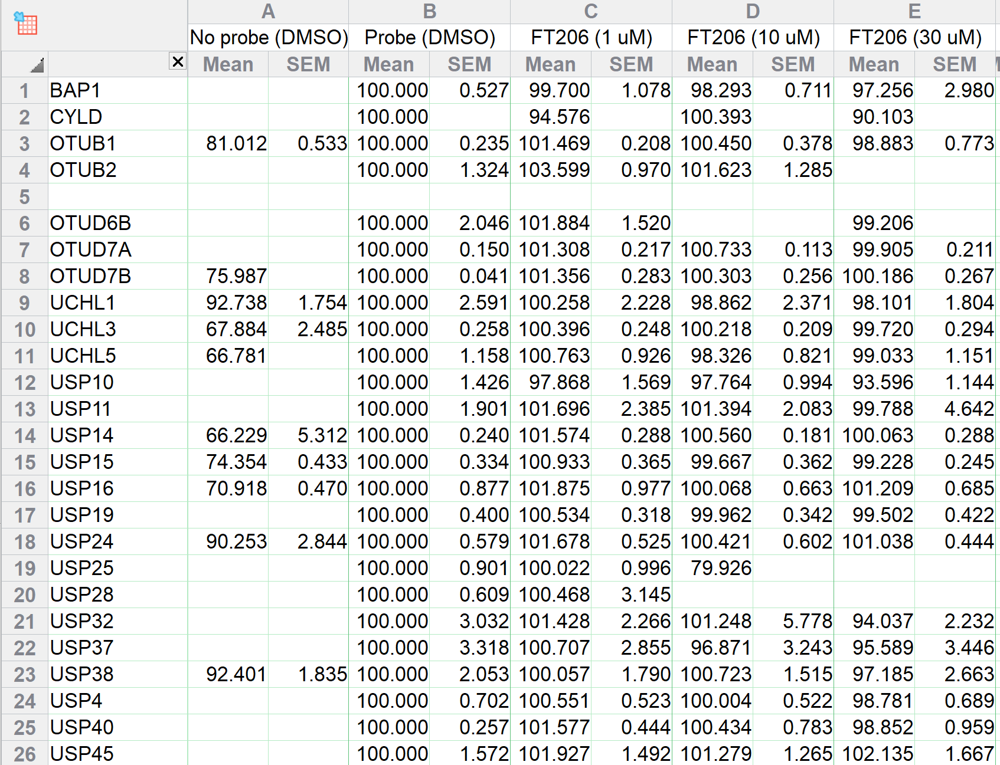 A B C D E
No probe (DMSO) Probe (DMSO) FT206 (1 uM) FT206 (10 uM) FT206 (30 uM)
Mean SEM Mean SEM Mean SEM Mean SEM Mean SEM
1 BAP1 100.000 0.527 99.700 1.078 98.293 0.711 97.256 2.980
2 CYLD 100.000 94.576 100.393 90.103
3 OTUB1 81.012 0.533 100.000 0.235 101.469 0.208 100.450 0.378 98.883 0.773
4 OTUB2 100.000 1.324 103.599 0.970 101.623 1.285
5
6 OTUD6B 100.000 2.046 101.884 1.520 99.206
7 OTUD7A 100.000 0.150 101.308 0.217 100.733 0.113 99.905 0.211
8 OTUD7B 75.987 100.000 0.041 101.356 0.283 100.303 0.256 100.186 0.267
9 UCHL1 92.738 1.754 100.000 2.591 100.258 2.228 98.862 2.371 98.101 1.804
10 UCHL3 67.884 2.485 100.000 0.258 100.396 0.248 100.218 0.209 99.720 0.294
11 UCHL5 66.781 100.000 1.158 100.763 0.926 98.326 0.821 99.033 1.151
12 USP10 100.000 1.426 97.868 1.569 97.764 0.994 93.596 1.144
13 USP11 100.000 1.901 101.696 2.385 101.394 2.083 99.788 4.642
14 USP14 66.229 5.312 100.000 0.240 101.574 0.288 100.560 0.181 100.063 0.288
15 USP15 74.354 0.433 100.000 0.334 100.933 0.365 99.667 0.362 99.228 0.245
16 USP16 70.918 0.470 100.000 0.877 101.875 0.977 100.068 0.663 101.209 0.685
17 USP19 100.000 0.400 100.534 0.318 99.962 0.342 99.502 0.422
18 USP24 90.253 2.844 100.000 0.579 101.678 0.525 100.421 0.602 101.038 0.444
19 USP25 100.000 0.901 100.022 0.996 79.926
20 USP28 100.000 0.609 100.468 3.145
21 USP32 100.000 3.032 101.428 2.266 101.248 5.778 94.037 2.232
22 USP37 100.000 3.318 100.707 2.855 96.871 3.243 95.589 3.446
23 USP38 92.401 1.835 100.000 2.053 100.057 1.790 100.723 1.515 97.185 2.663
24 USP4 100.000 0.702 100.551 0.523 100.004 0.522 98.781 0.689
25 USP40 100.000 0.257 101.577 0.444 100.434 0.783 98.852 0.959
26 USP45 100.000 1.572 101.927 1.492 101.279 1.265 102.135 1.667